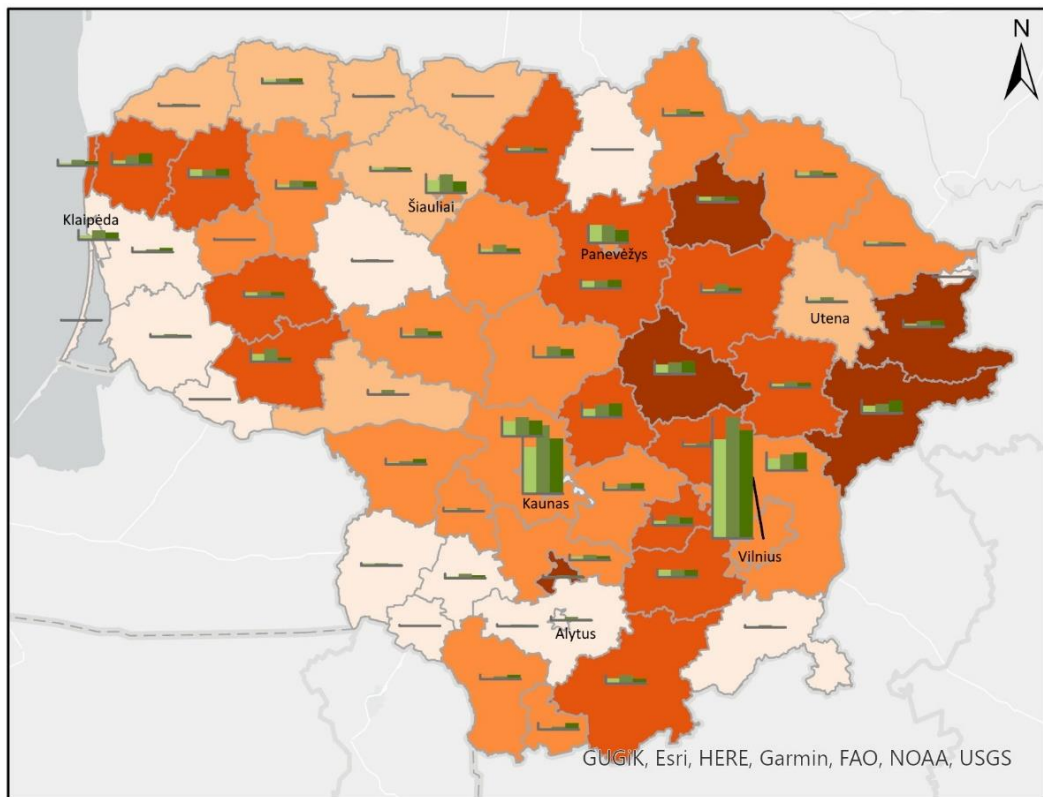 N
Klaipėda
Šiauliai
Panevėžys
Utena
Kaunas
Vilnius
Alytus
GUGiK, Esri, HERE, Garmin, FAO, NOAA, USGS